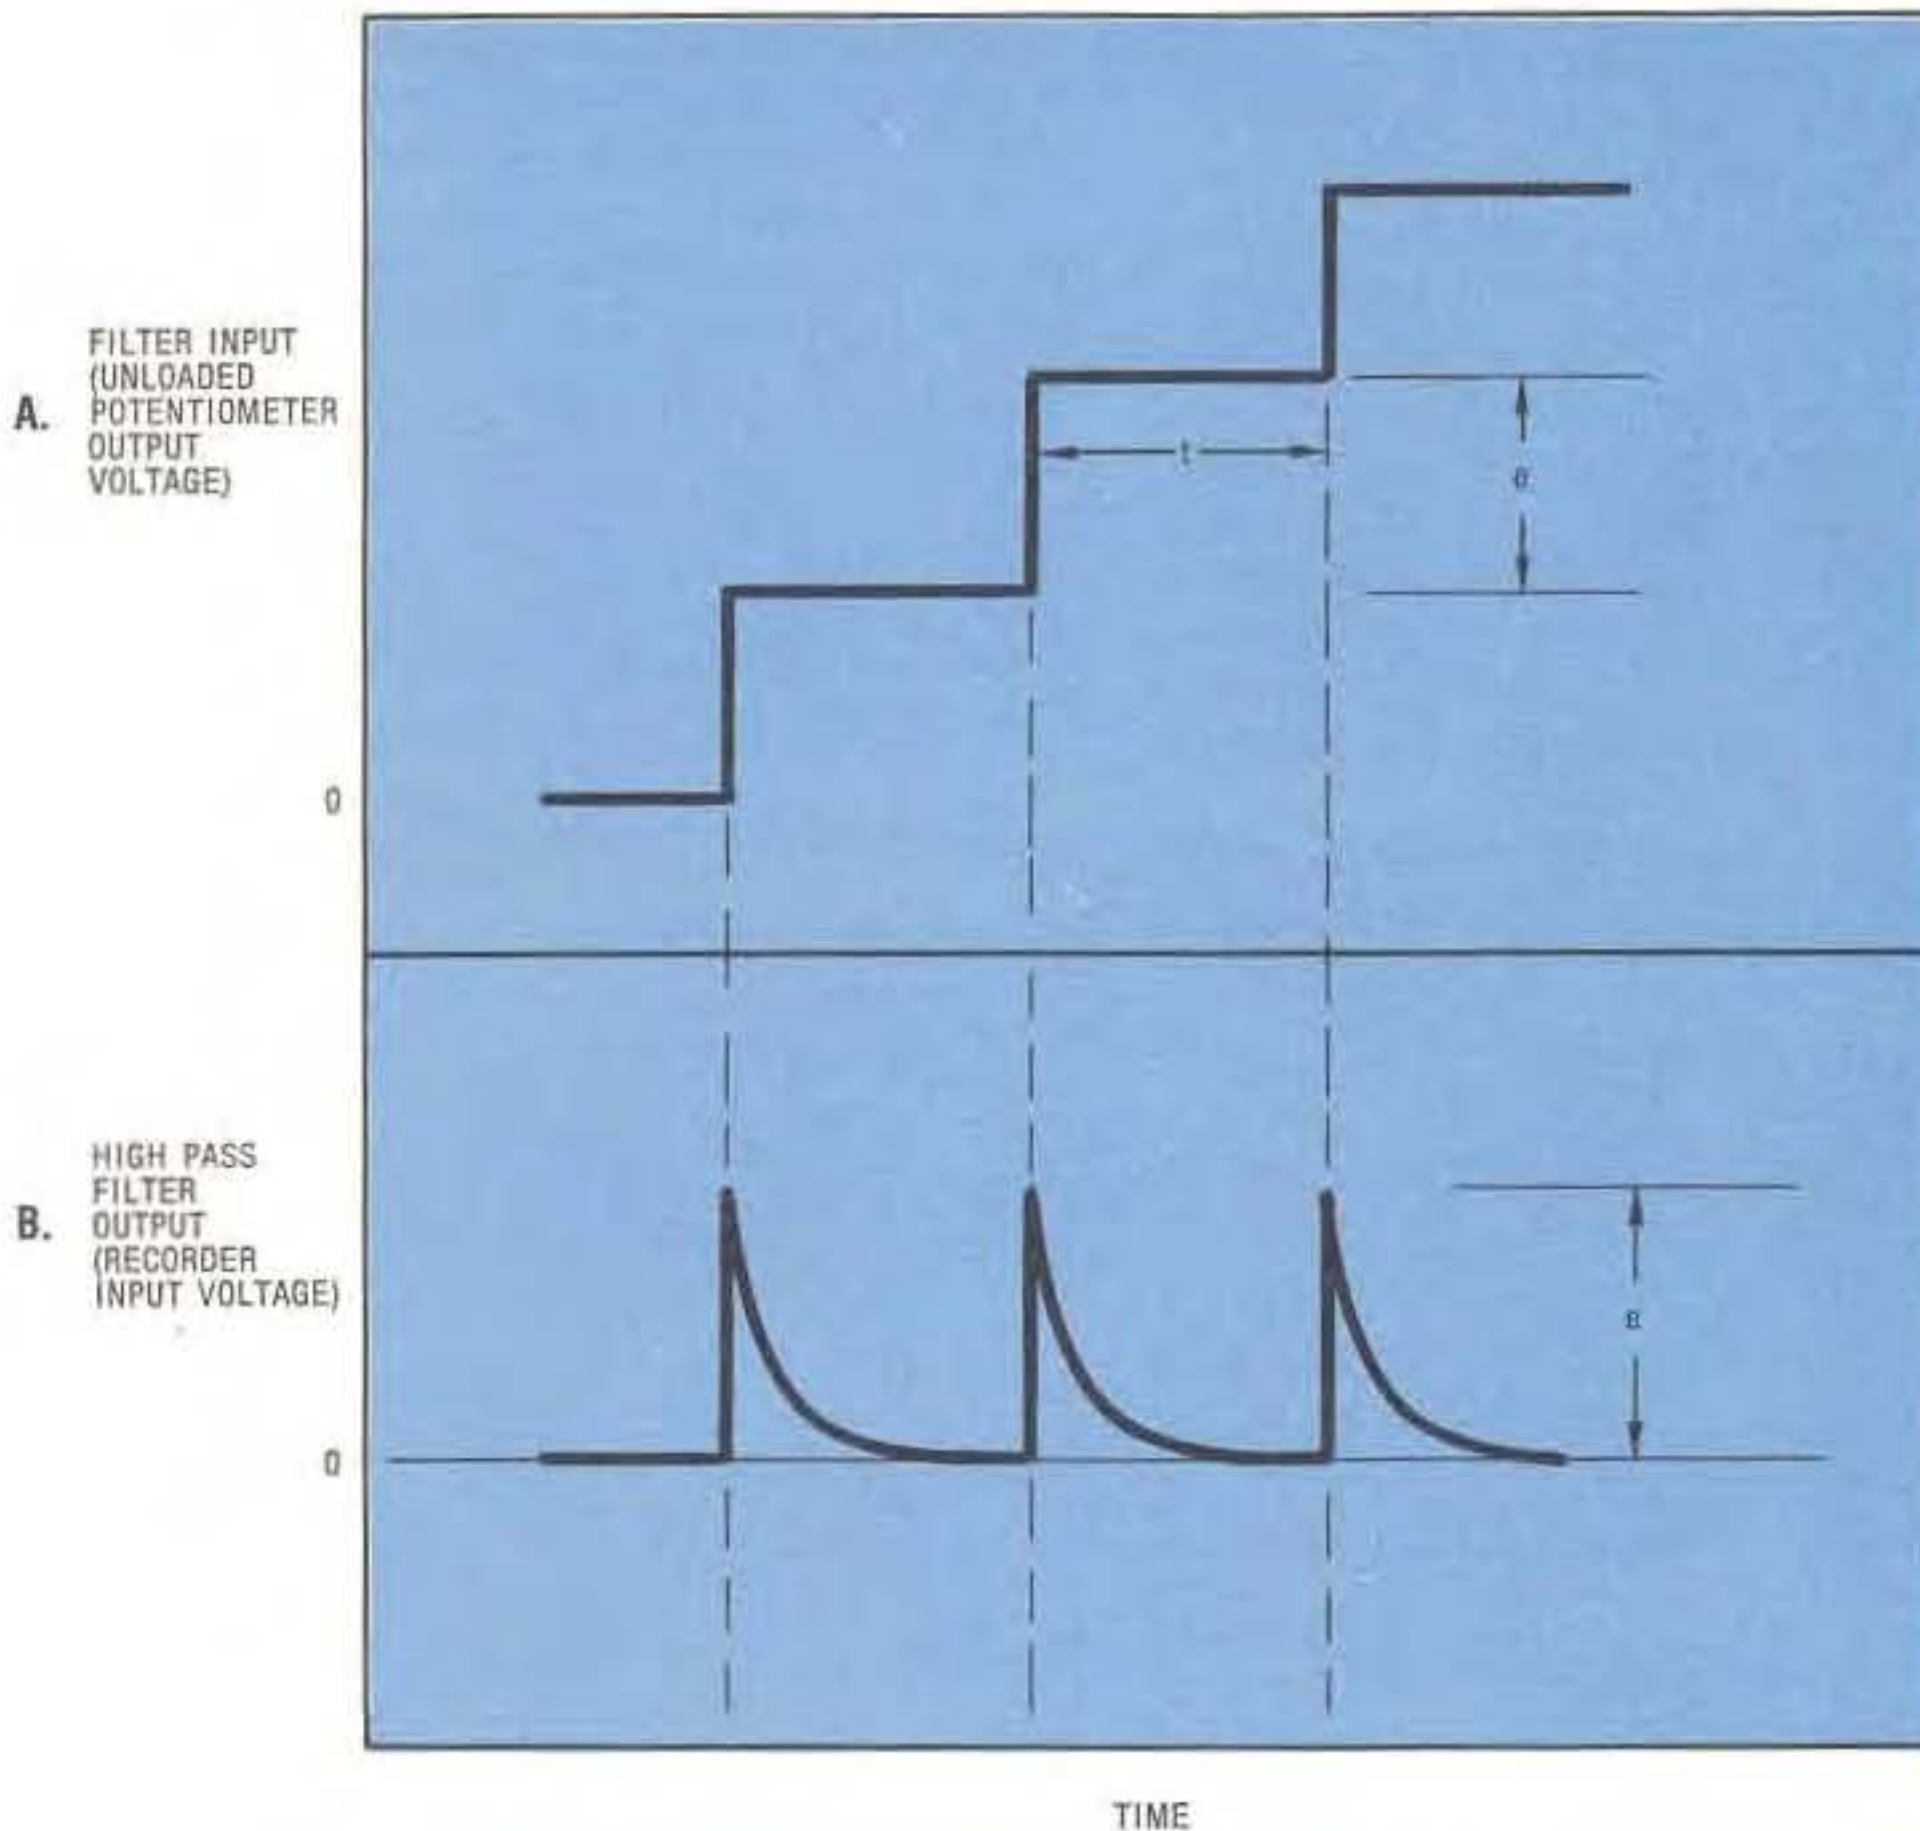 A.
FILTER INPUT
(UNLOADED
POTENTIOMETER
OUTPUT
VOLTAGE)
t
e
0
B.
HIGH PASS
FILTER
OUTPUT
(RECORDER
INPUT VOLTAGE)
e
0
TIME